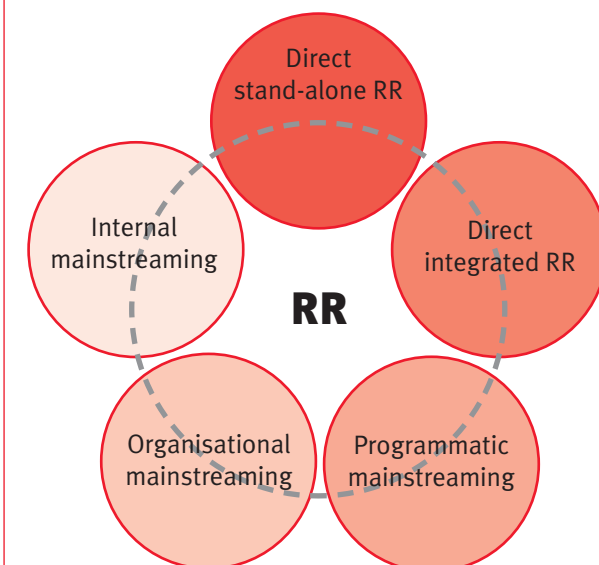 Direct
stand-alone RR
Direct
integrated RR
Internal
mainstreaming
RR
Organisational
mainstreaming
Programmatic
mainstreaming